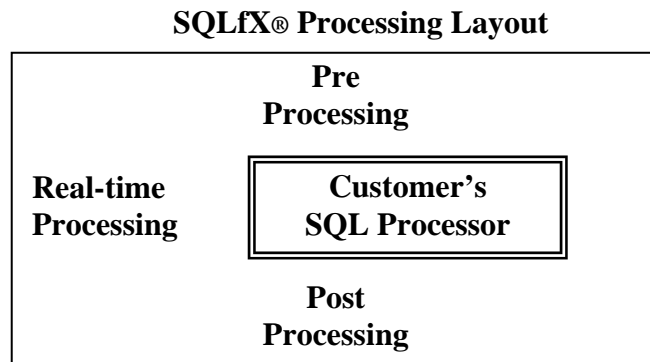 SQLfX® Processing Layout
Pre
Processing
Real-time
Processing
Customer’s
SQL Processor
Post
Processing